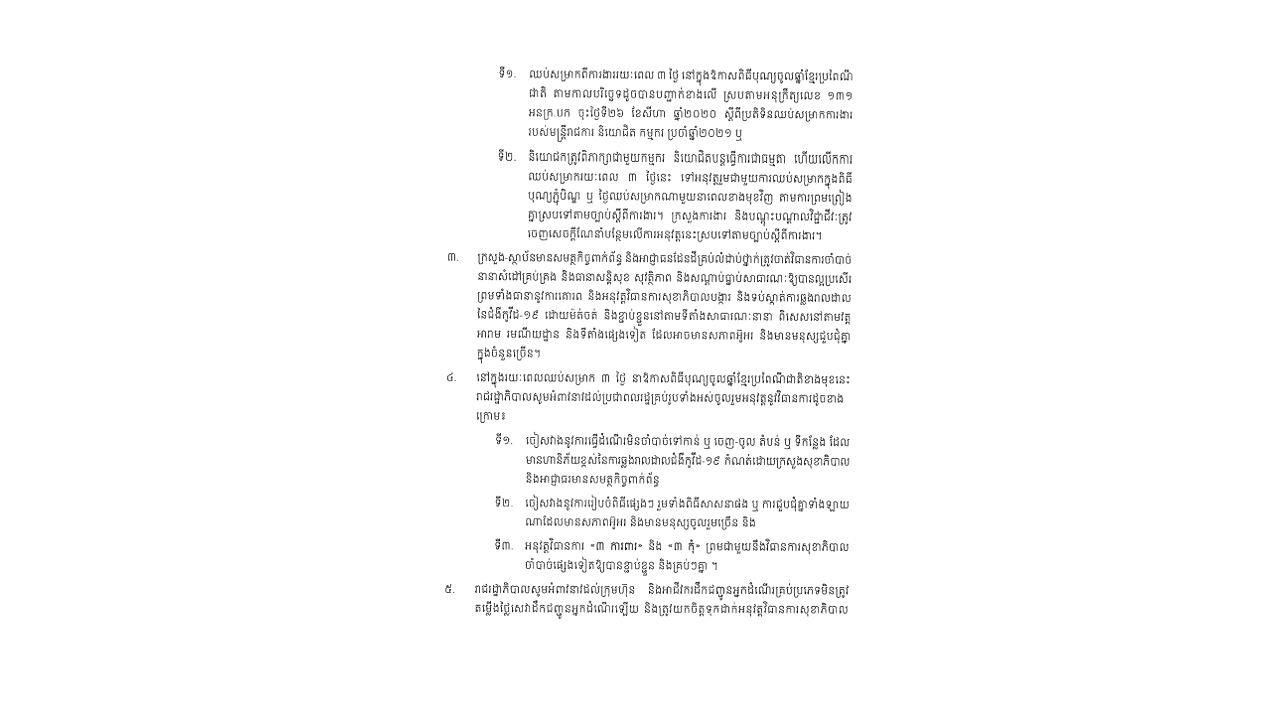 ទី១. ឈប់សម្រាកពីការងាររយៈពេល ៣ ថ្ងៃ នៅក្នុងឱកាសពិធីបុណ្យចូលឆ្នាំខ្មែរប្រពៃណី
ជាតិ តាមកាលបរិច្ឆេទដូចបានបញ្ជាក់ខាងលើ ស្របតាមអនុក្រឹត្យលេខ ១៣១
អនក្រ.បក ចុះថ្ងៃទី២៦ ខែសីហា ឆ្នាំ២០២០ ស្ដីពីប្រតិទិនឈប់សម្រាកការងារ
របស់មន្ត្រីរាជការ និយោជិត កម្មករ ប្រចាំឆ្នាំ២០២១ ឬ
ទី២. និយោជកត្រូវពិភាក្សាជាមួយកម្មករ និយោជិតបន្តធ្វើការជាធម្មតា ហើយលើកការ
ឈប់សម្រាករយៈពេល ៣ ថ្ងៃនេះ ទៅអនុវត្តរួមជាមួយការឈប់សម្រាកក្នុងពិធី
បុណ្យភ្ជុំបិណ្ឌ ឬ ថ្ងៃឈប់សម្រាកណាមួយនាពេលខាងមុខវិញ តាមការព្រមព្រៀង
គ្នាស្របទៅតាមច្បាប់ស្ដីពីការងារ។ ក្រសួងការងារ និងបណ្ដុះបណ្ដាលវិជ្ជាជីវៈត្រូវ
ចេញសេចក្ដីណែនាំបន្ថែមលើការអនុវត្តនេះស្របទៅតាមច្បាប់ស្ដីពីការងារ។
៣. ក្រសួង-ស្ថាប័នមានសមត្ថកិច្ចពាក់ព័ន្ធ និងអាជ្ញាធរដែនដីគ្រប់លំដាប់ថ្នាក់ត្រូវចាត់វិធានការចាំបាច់
នានាសំដៅគ្រប់គ្រង និងធានាសន្តិសុខ សុវត្ថិភាព និងសណ្ដាប់ធ្នាប់សាធារណៈឱ្យបានល្អប្រសើរ
ព្រមទាំងធានានូវការគោរព និងអនុវត្តវិធានការសុខាភិបាលបង្ការ និងទប់ស្កាត់ការឆ្លងរាលដាល
នៃជំងឺកូវីដ-១៩ ដោយម៉ត់ចត់ និងខ្ជាប់ខ្ជួននៅតាមទីតាំងសាធារណៈនានា ពិសេសនៅតាមវត្ត
អារាម រមណីយដ្ឋាន និងទីតាំងផ្សេងទៀត ដែលអាចមានសភាពអ៊ូអរ និងមានមនុស្សជួបជុំគ្នា
ក្នុងចំនួនច្រើន។
៤. នៅក្នុងរយៈពេលឈប់សម្រាក ៣ ថ្ងៃ នាឱកាសពិធីបុណ្យចូលឆ្នាំខ្មែរប្រពៃណីជាតិខាងមុខនេះ
រាជរដ្ឋាភិបាលសូមអំពាវនាវដល់ប្រជាពលរដ្ឋគ្រប់រូបទាំងអស់ចូលរួមអនុវត្តនូវវិធានការដូចខាង
ក្រោម៖
ទី១. ចៀសវាងនូវការធ្វើដំណើរមិនចាំបាច់ទៅកាន់ ឬ ចេញ-ចូល តំបន់ ឬ ទីកន្លែង ដែល
មានហានិភ័យខ្ពស់នៃការឆ្លងរាលដាលជំងឺកូវីដ-១៩ កំណត់ដោយក្រសួងសុខាភិបាល
និងអាជ្ញាធរមានសមត្ថកិច្ចពាក់ព័ន្ធ
ទី២. ចៀសវាងនូវការរៀបចំពិធីផ្សេងៗ រួមទាំងពិធីសាសនាផង ឬ ការជួបជុំគ្នាទាំងឡាយ
ណាដែលមានសភាពអ៊ូអរ និងមានមនុស្សចូលរួមច្រើន និង
ទី៣. អនុវត្តវិធានការ «៣ ការពារ» និង «៣ កុំ» ព្រមជាមួយនឹងវិធានការសុខាភិបាល
ចាំបាច់ផ្សេងទៀតឱ្យបានខ្ជាប់ខ្ជួន និងគ្រប់ៗគ្នា ។
៥. រាជរដ្ឋាភិបាលសូមអំពាវនាវដល់ក្រុមហ៊ុន និងអាជីវករដឹកជញ្ជូនអ្នកដំណើរគ្រប់ប្រភេទមិនត្រូវ
តម្លើងថ្លៃសេវាដឹកជញ្ជូនអ្នកដំណើរឡើយ និងត្រូវយកចិត្តទុកដាក់អនុវត្តវិធានការសុខាភិបាល